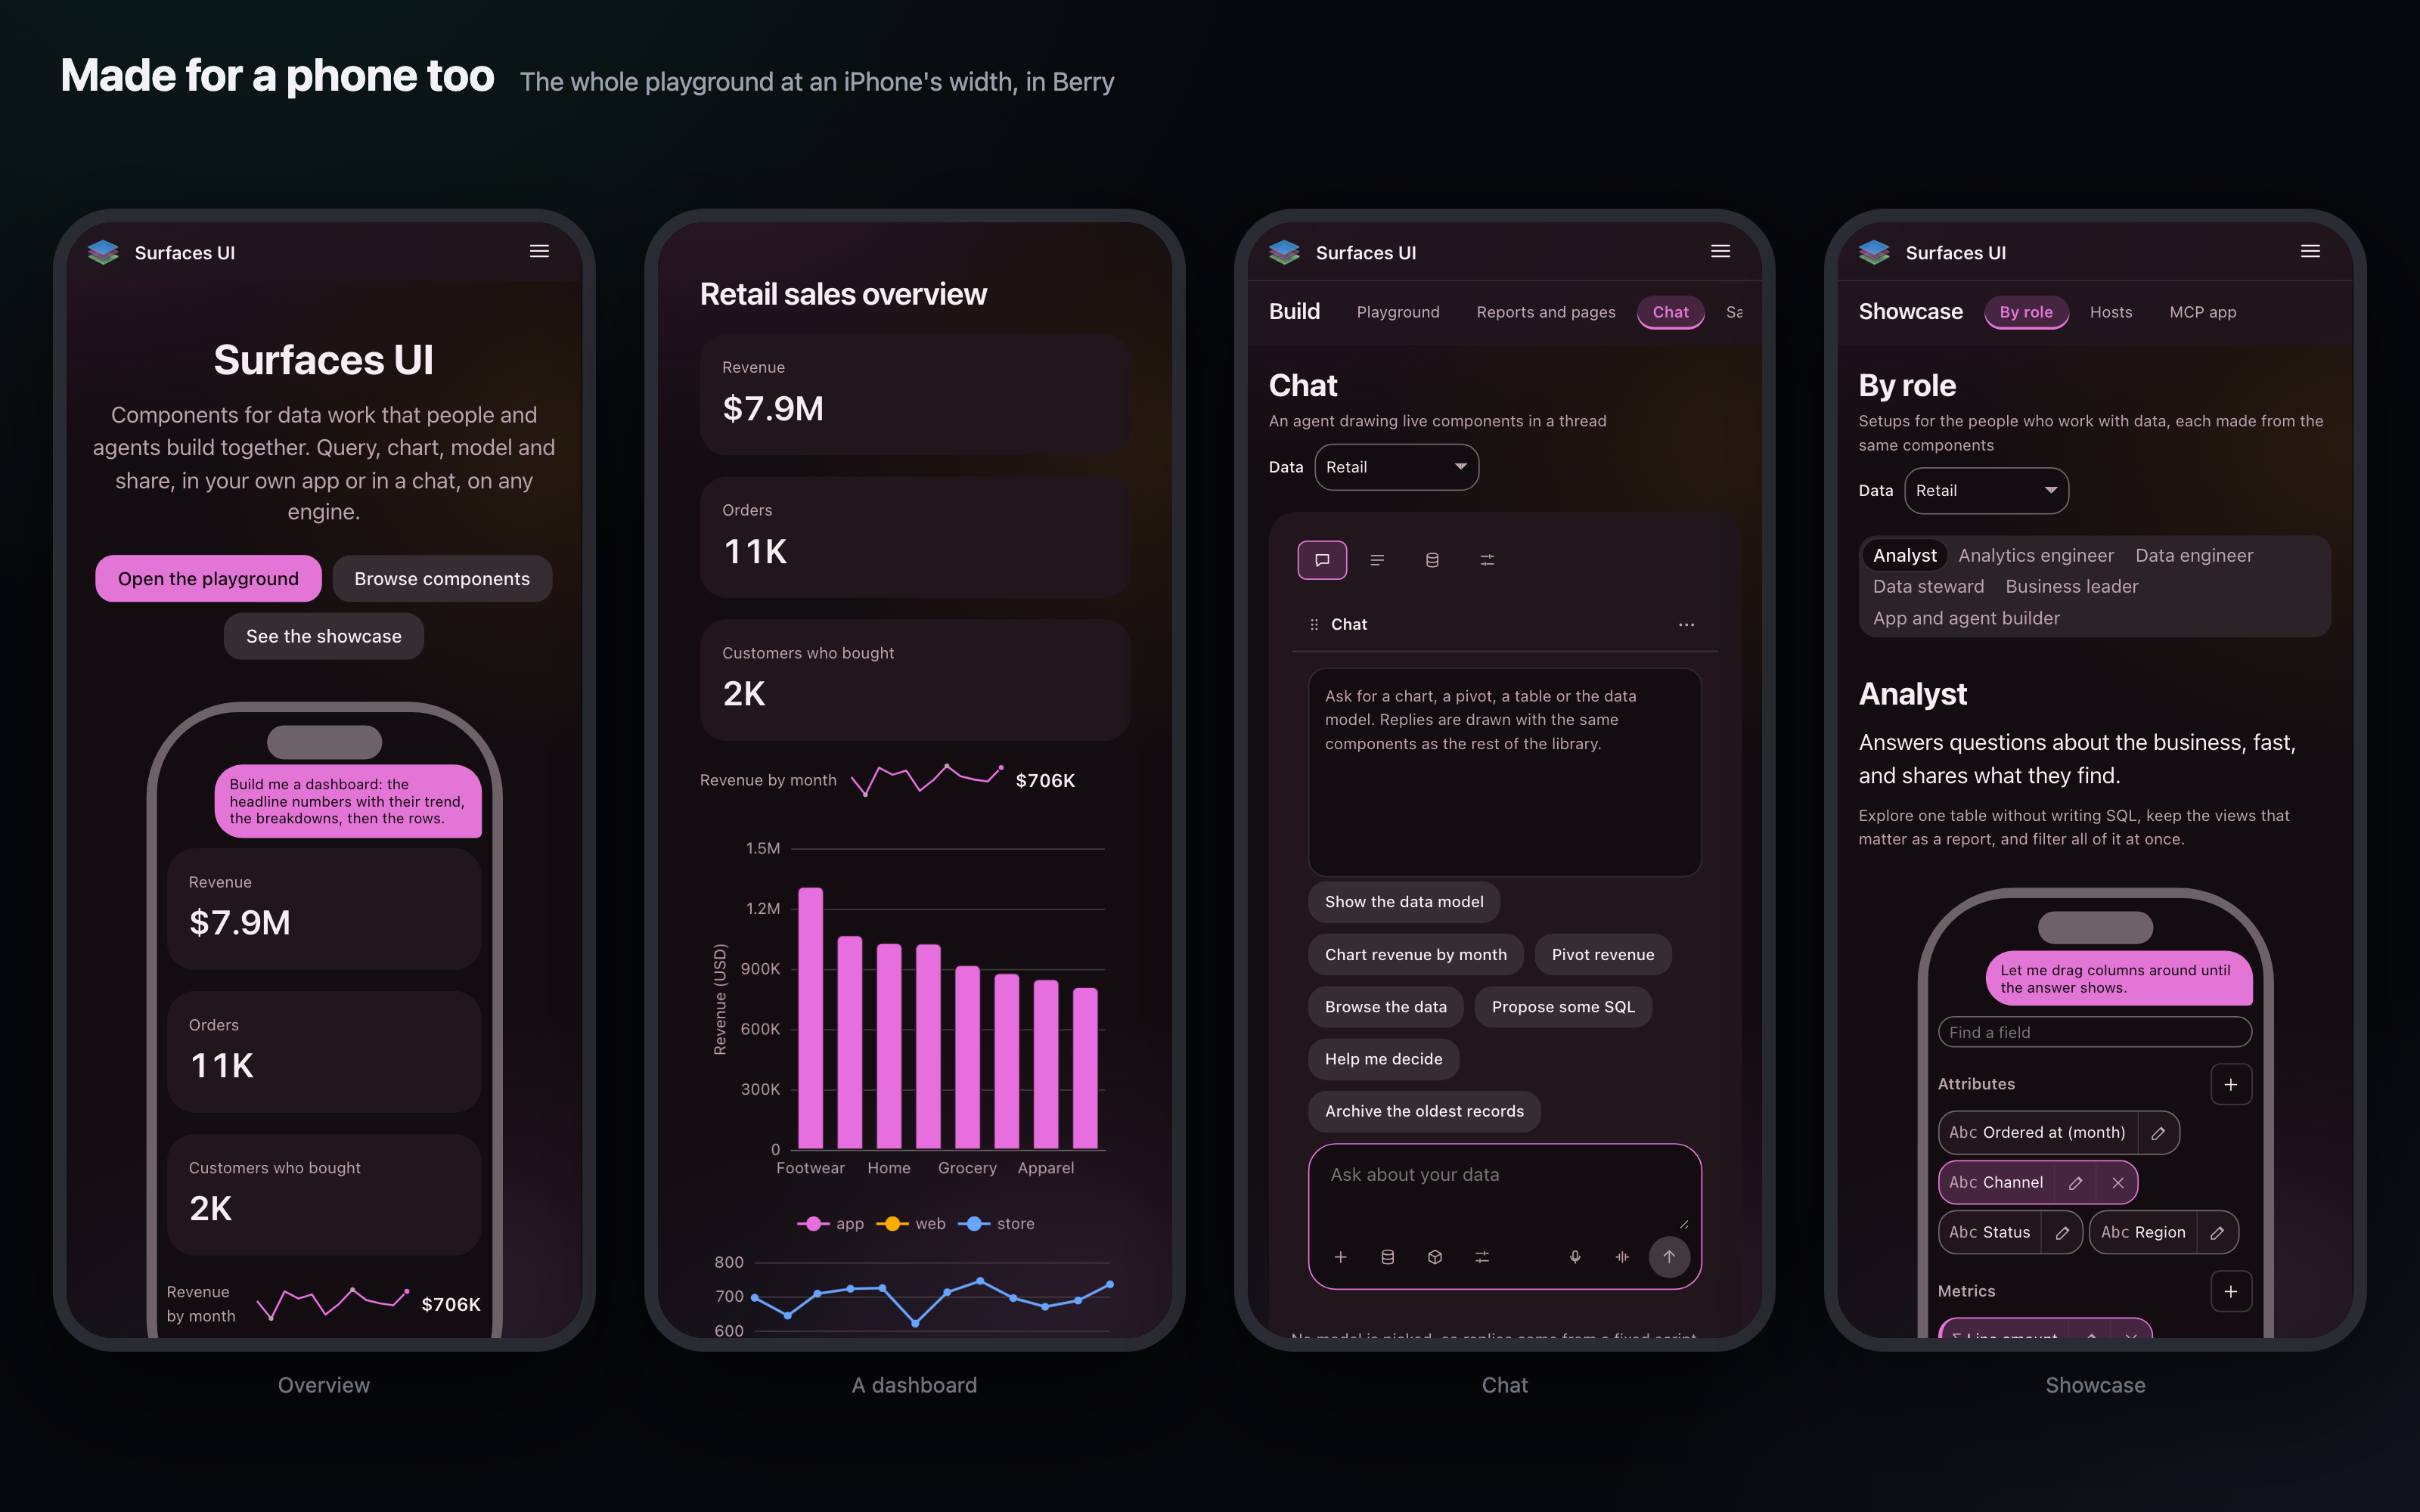 Made for a phone too
The whole playground at an iPhone's width, in Berry
Surfaces UI
Surfaces UI
Components for data work that people and
agents build together. Query, chart, model and
share, in your own app or in a chat, on any
engine.
Open the playground
Browse components
See the showcase
Build me a dashboard: the
headline numbers with their trend,
the breakdowns, then the rows.
Revenue
$7.9M
Orders
11K
Customers who bought
2K
Revenue
by month
$706K
Overview
Retail sales overview
Revenue
$7.9M
Orders
11K
Customers who bought
2K
Revenue by month
$706K
Revenue (USD)
1.5M
1.2M
900K
600K
300K
0
Footwear
Home
Grocery
Apparel
app
web
store
800
700
600
A dashboard
Surfaces UI
Build
Playground
Reports and pages
Chat
Sa
Chat
An agent drawing live components in a thread
Data
Retail
Chat
Ask for a chart, a pivot, a table or the data
model. Replies are drawn with the same
components as the rest of the library.
Show the data model
Chart revenue by month
Pivot revenue
Browse the data
Propose some SQL
Help me decide
Archive the oldest records
Ask about your data
No model is picked, so replies come from a fixed script
Chat
Surfaces UI
Showcase
By role
Hosts
MCP app
By role
Setups for the people who work with data, each made from the
same components
Data
Retail
Analyst
Analytics engineer
Data engineer
Data steward
Business leader
App and agent builder
Analyst
Answers questions about the business, fast,
and shares what they find.
Explore one table without writing SQL, keep the views that
matter as a report, and filter all of it at once.
Let me drag columns around until
the answer shows.
Find a field
Attributes
Abc Ordered at (month)
Abc Channel
Abc Status
Abc Region
Metrics
Σ Line amount
Showcase